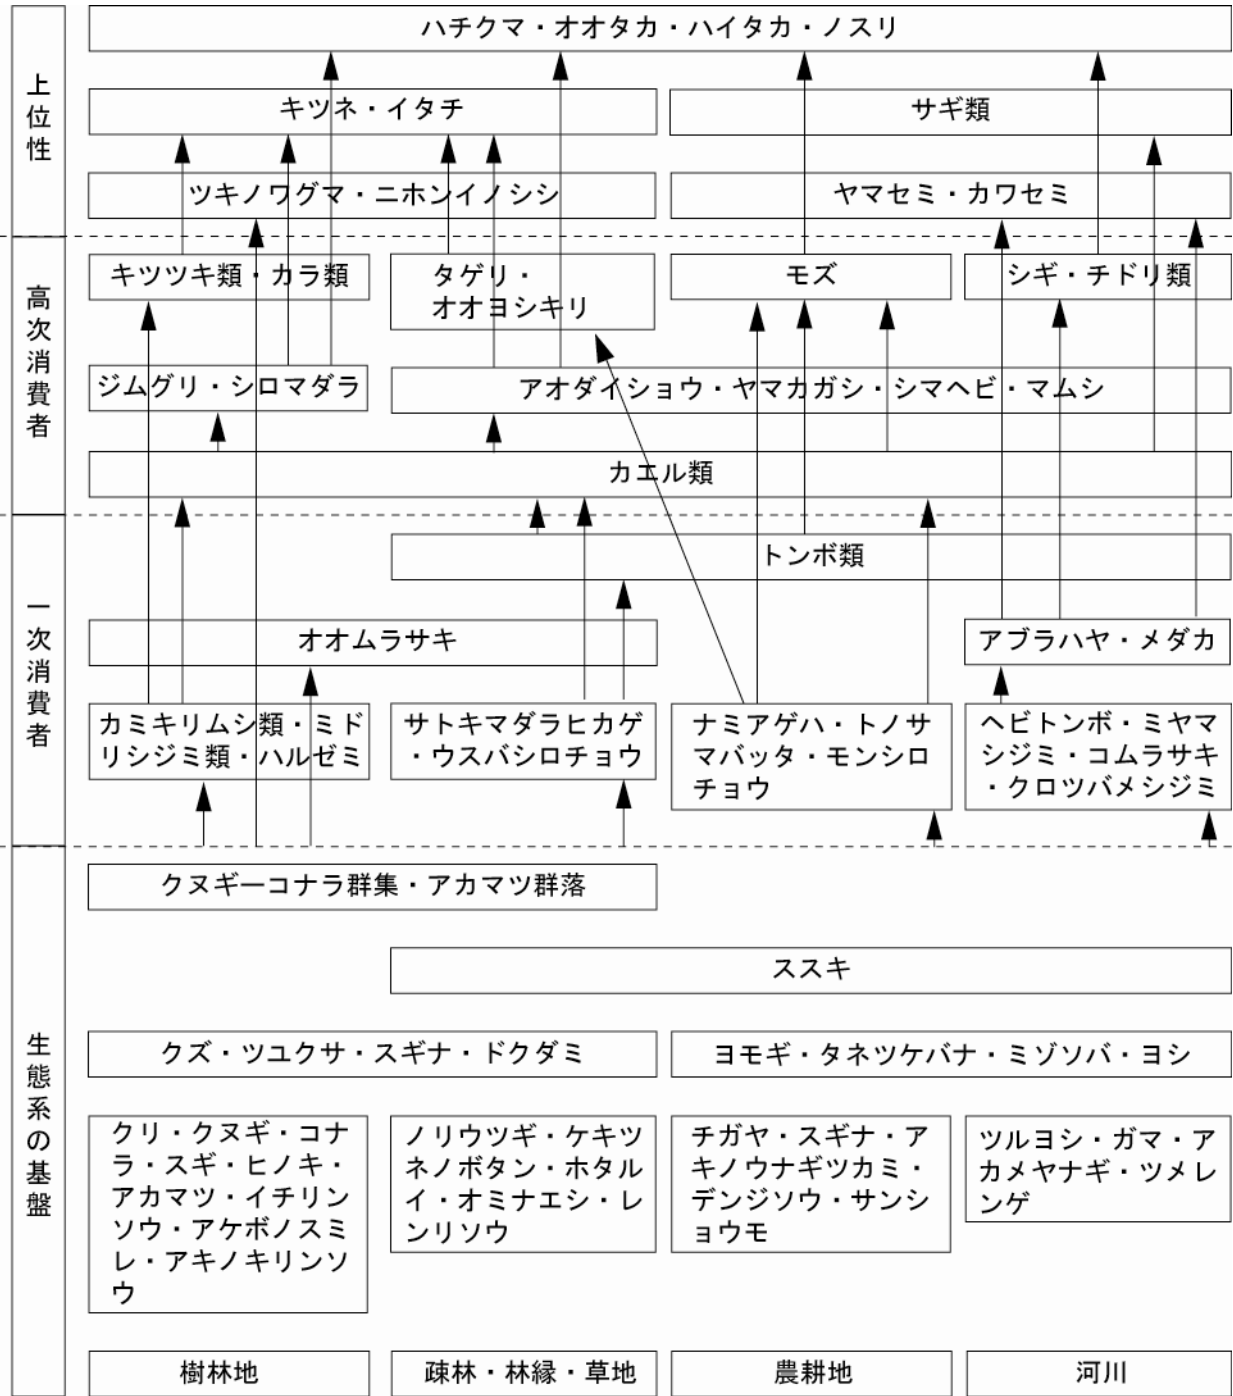 上位性
ハチクマ・オオタカ・ハイタカ・ノスリ
キツネ・イタチ
サギ類
ツキノワグマ・ニホンイノシシ
ヤマセミ・カワセミ
高次消費者
キツツキ類・カラ類
タゲリ・
オオヨシキリ
モズ
シギ・チドリ類
ジムグリ・シロマダラ
アオダイショウ・ヤマカガシ・シマヘビ・マムシ
カエル類
一次消費者
トンボ類
オオムラサキ
アブラハヤ・メダカ
カミキリムシ類・ミド
リシジミ類・ハルゼミ
サトキマダラヒカゲ
・ウスバシロチョウ
ナミアゲハ・トノサ
マバッタ・モンシロ
チョウ
ヘビトンボ・ミヤマ
シジミ・コムラサキ
・クロツバメシジミ
生態系の基盤
クヌギーコナラ群集・アカマツ群落
ススキ
クズ・ツユクサ・スギナ・ドクダミ
ヨモギ・タネツケバナ・ミゾソバ・ヨシ
クリ・クヌギ・コナ
ラ・スギ・ヒノキ・
アカマツ・イチリン
ソウ・アケボノスミ
レ・アキノキリンソ
ウ
ノリウツギ・ケキツ
ネノボタン・ホタル
イ・オミナエシ・レ
ンリソウ
チガヤ・スギナ・ア
キノウナギツカミ・
デンジソウ・サンシ
ョウモ
ツルヨシ・ガマ・ア
カメヤナギ・ツメレ
ンゲ
樹林地
疎林・林縁・草地
農耕地
河川